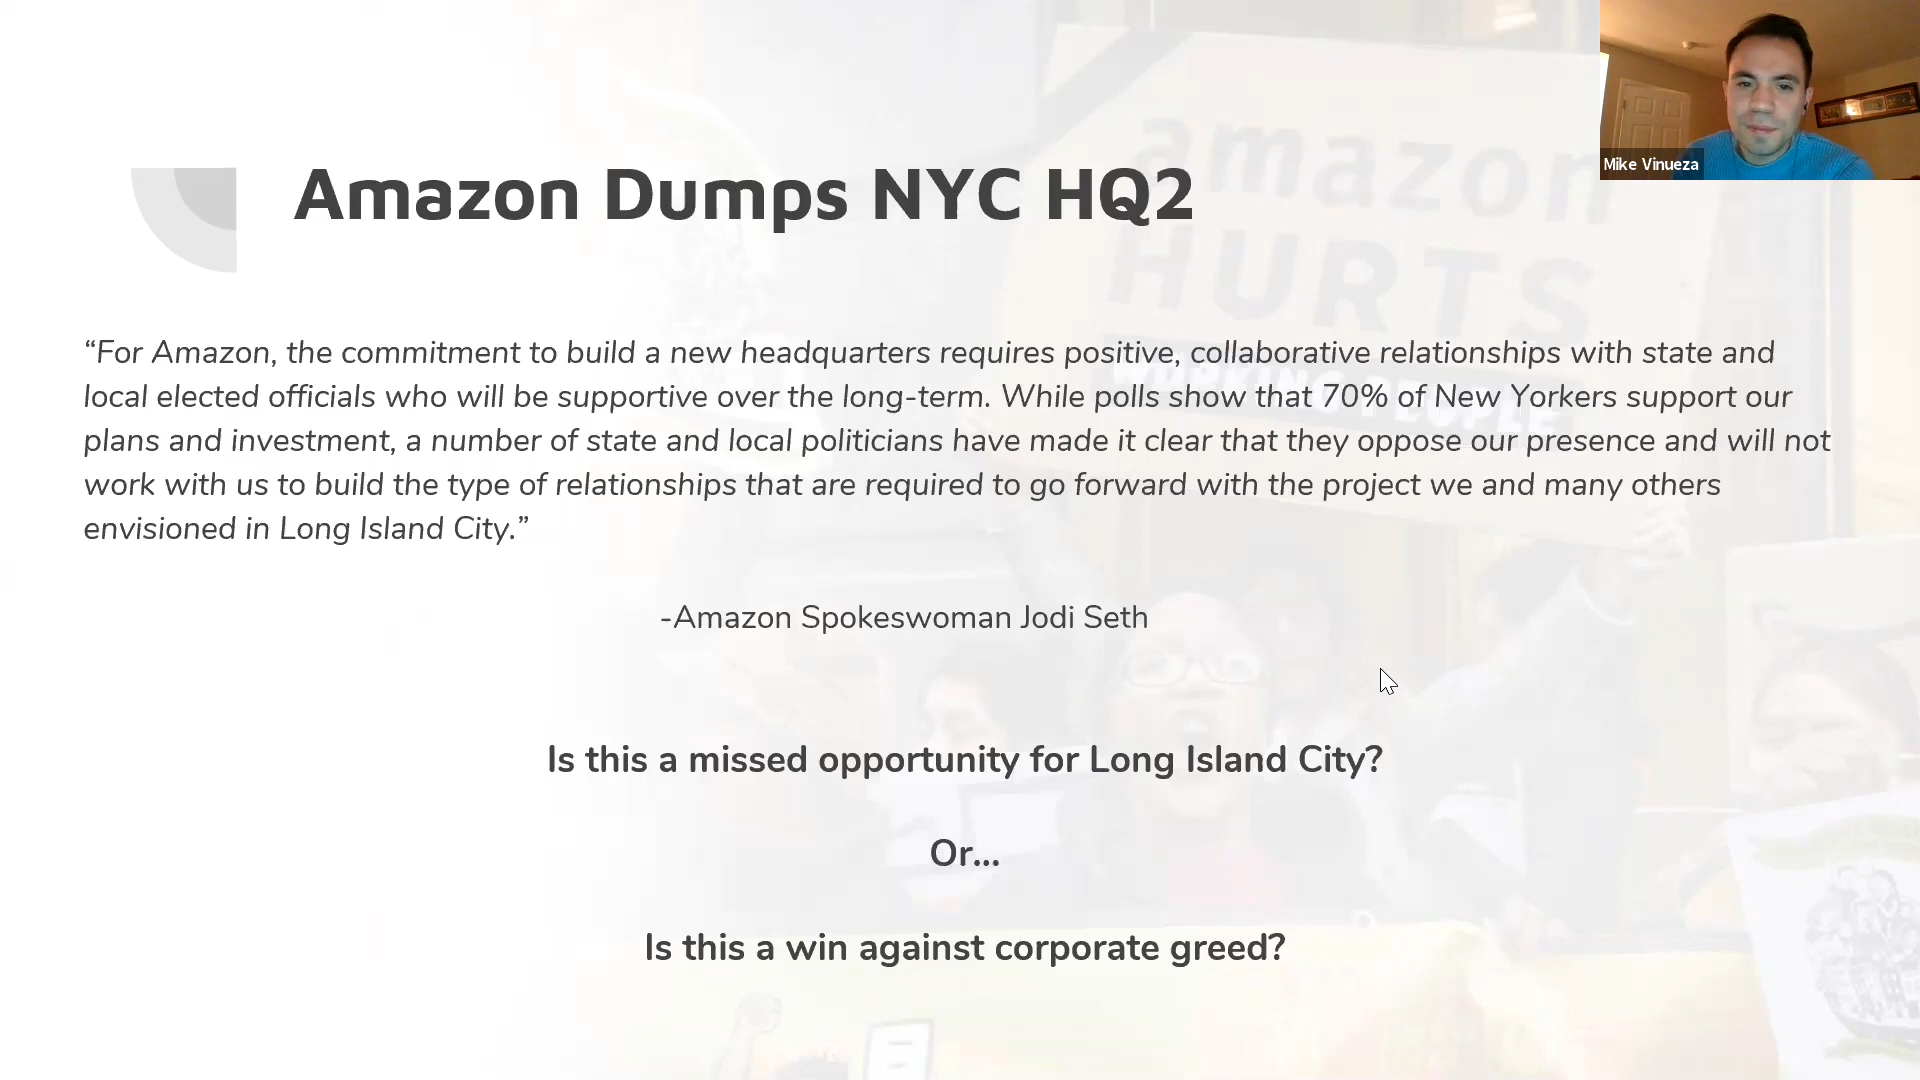 amazon
Mike Vinueza
Amazon Dumps NYC HQ2
HURTS
WORKING PEOPLE
“For Amazon, the commitment to build a new headquarters requires positive, collaborative relationships with state and
local elected officials who will be supportive over the long-term. While polls show that 70% of New Yorkers support our
plans and investment, a number of state and local politicians have made it clear that they oppose our presence and will not
work with us to build the type of relationships that are required to go forward with the project we and many others
envisioned in Long Island City.”
-Amazon Spokeswoman Jodi Seth
Is this a missed opportunity for Long Island City?
Or...
Is this a win against corporate greed?